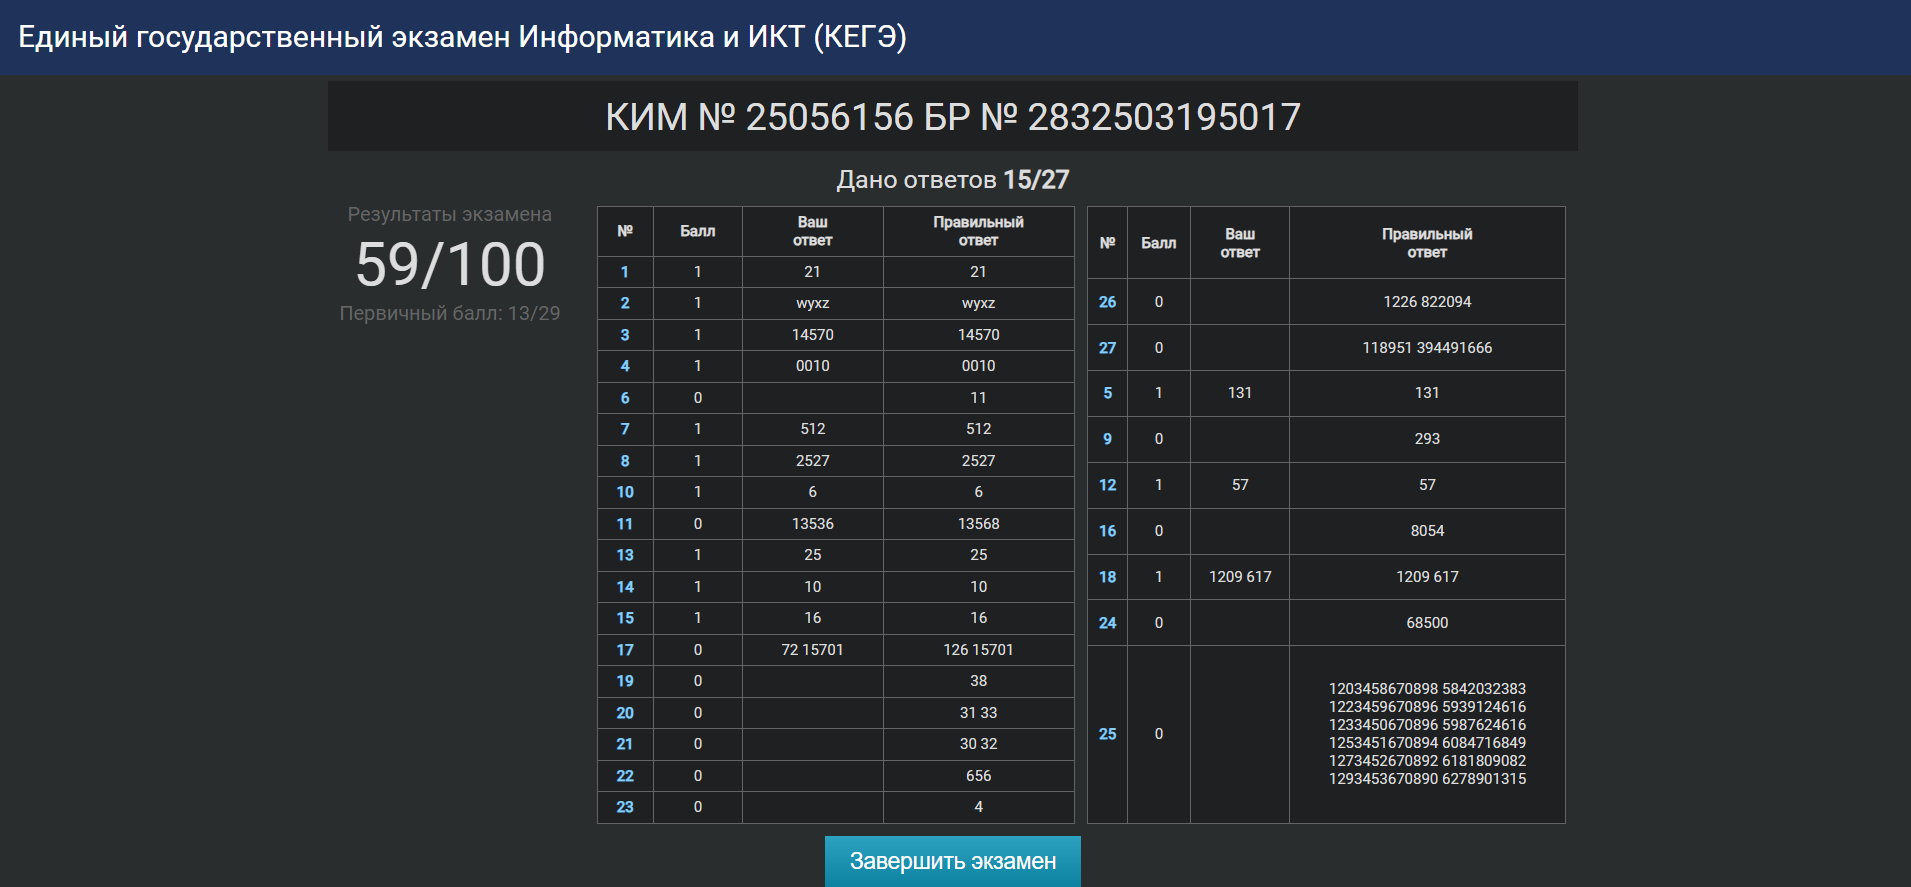 Единый государственный экзамен Информатика и ИКТ (КЕГЭ)
КИМ № 25056156 БР № 2832503195017
Дано ответов 15/27
Результаты экзамена
59/100
Первичный балл: 13/29
№ Балл Ваш ответ Правильный ответ
1 1 21 21
2 1 wyxz wyxz
3 1 14570 14570
4 1 0010 0010
6 0 11
7 1 512 512
8 1 2527 2527
10 1 6 6
11 0 13536 13568
13 1 25 25
14 1 10 10
15 1 16 16
17 0 72 15701 126 15701
19 0 38
20 0 31 33
21 0 30 32
22 0 656
23 0 4
№ Балл Ваш ответ Правильный ответ
26 0 1226 822094
27 0 118951 394491666
5 1 131 131
9 0 293
12 1 57 57
16 0 8054
18 1 1209 617 1209 617
24 0 68500
25 0
1203458670898 5842032383
1223459670896 5939124616
1233450670896 5987624616
1253451670894 6084716849
1273452670892 6181809082
1293453670890 6278901315
Завершить экзамен